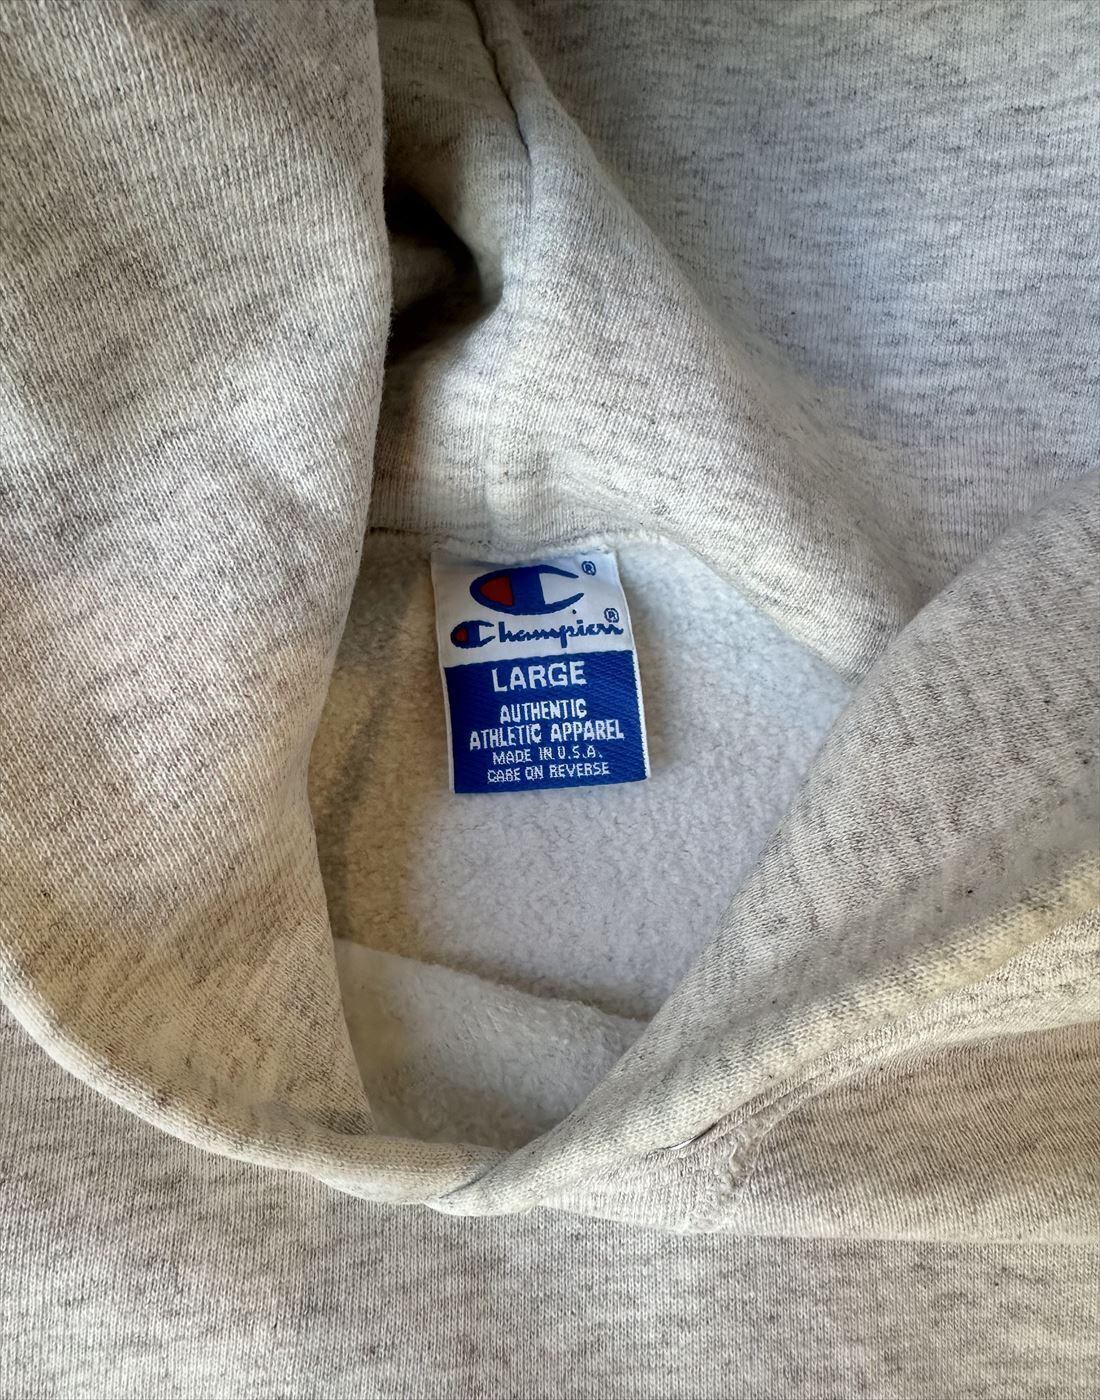 ®
Champion®
LARGE
AUTHENTIC
ATHLETIC APPAREL
MADE IN U.S.A.
CARE ON REVERSE